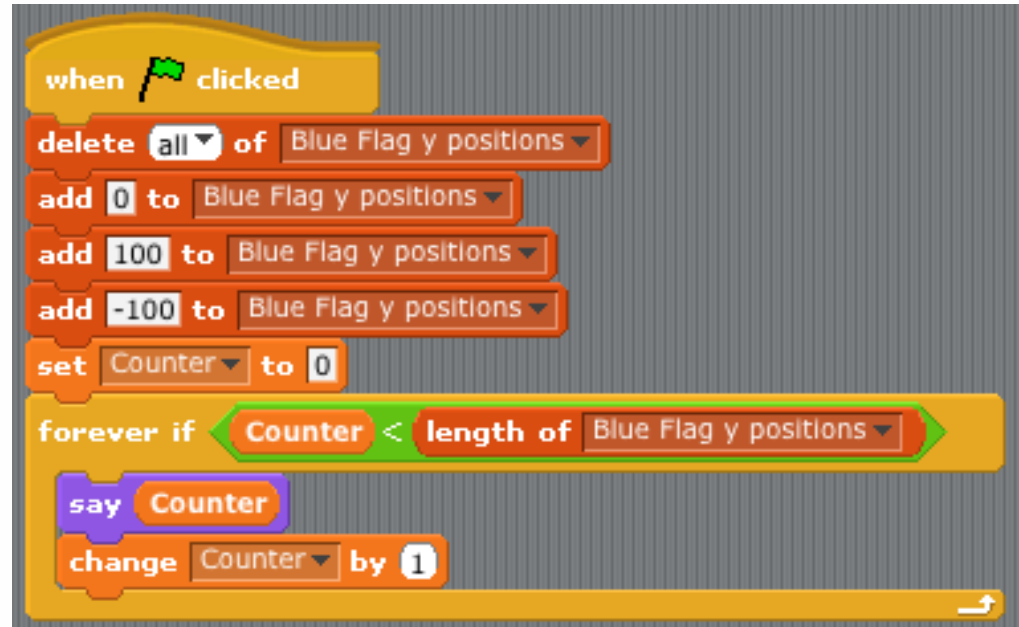 when clicked
delete all of Blue Flag y positions
add 0 to Blue Flag y positions
add 100 to Blue Flag y positions
add -100 to Blue Flag y positions
set Counter to 0
forever if Counter < length of Blue Flag y positions
say Counter
change Counter by 1